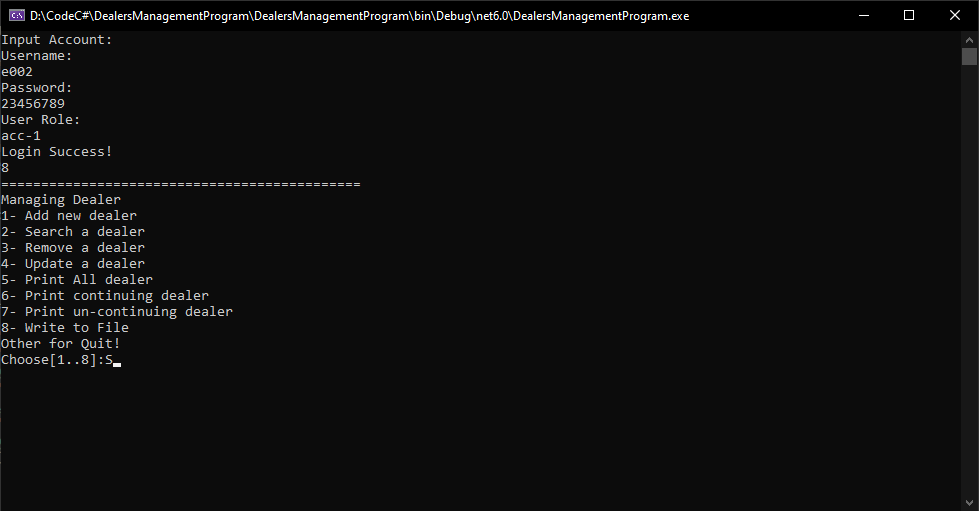 D:\CodeC#\DealersManagementProgram\DealersManagementProgram\bin\Debug\net6.0\DealersManagementProgram.exe
Input Account:
Username:
e002
Password:
23456789
User Role:
acc-1
Login Success!
8
=============================================
Managing Dealer
1- Add new dealer
2- Search a dealer
3- Remove a dealer
4- Update a dealer
5- Print All dealer
6- Print continuing dealer
7- Print un-continuing dealer
8- Write to File
Other for Quit!
Choose[1..8]:S